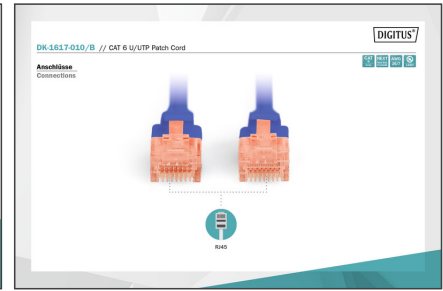 DIGITUS®
DK-1617-010/B // CAT 6 U/UTP Patch Cord
Anschlüsse
Connections
RJ45